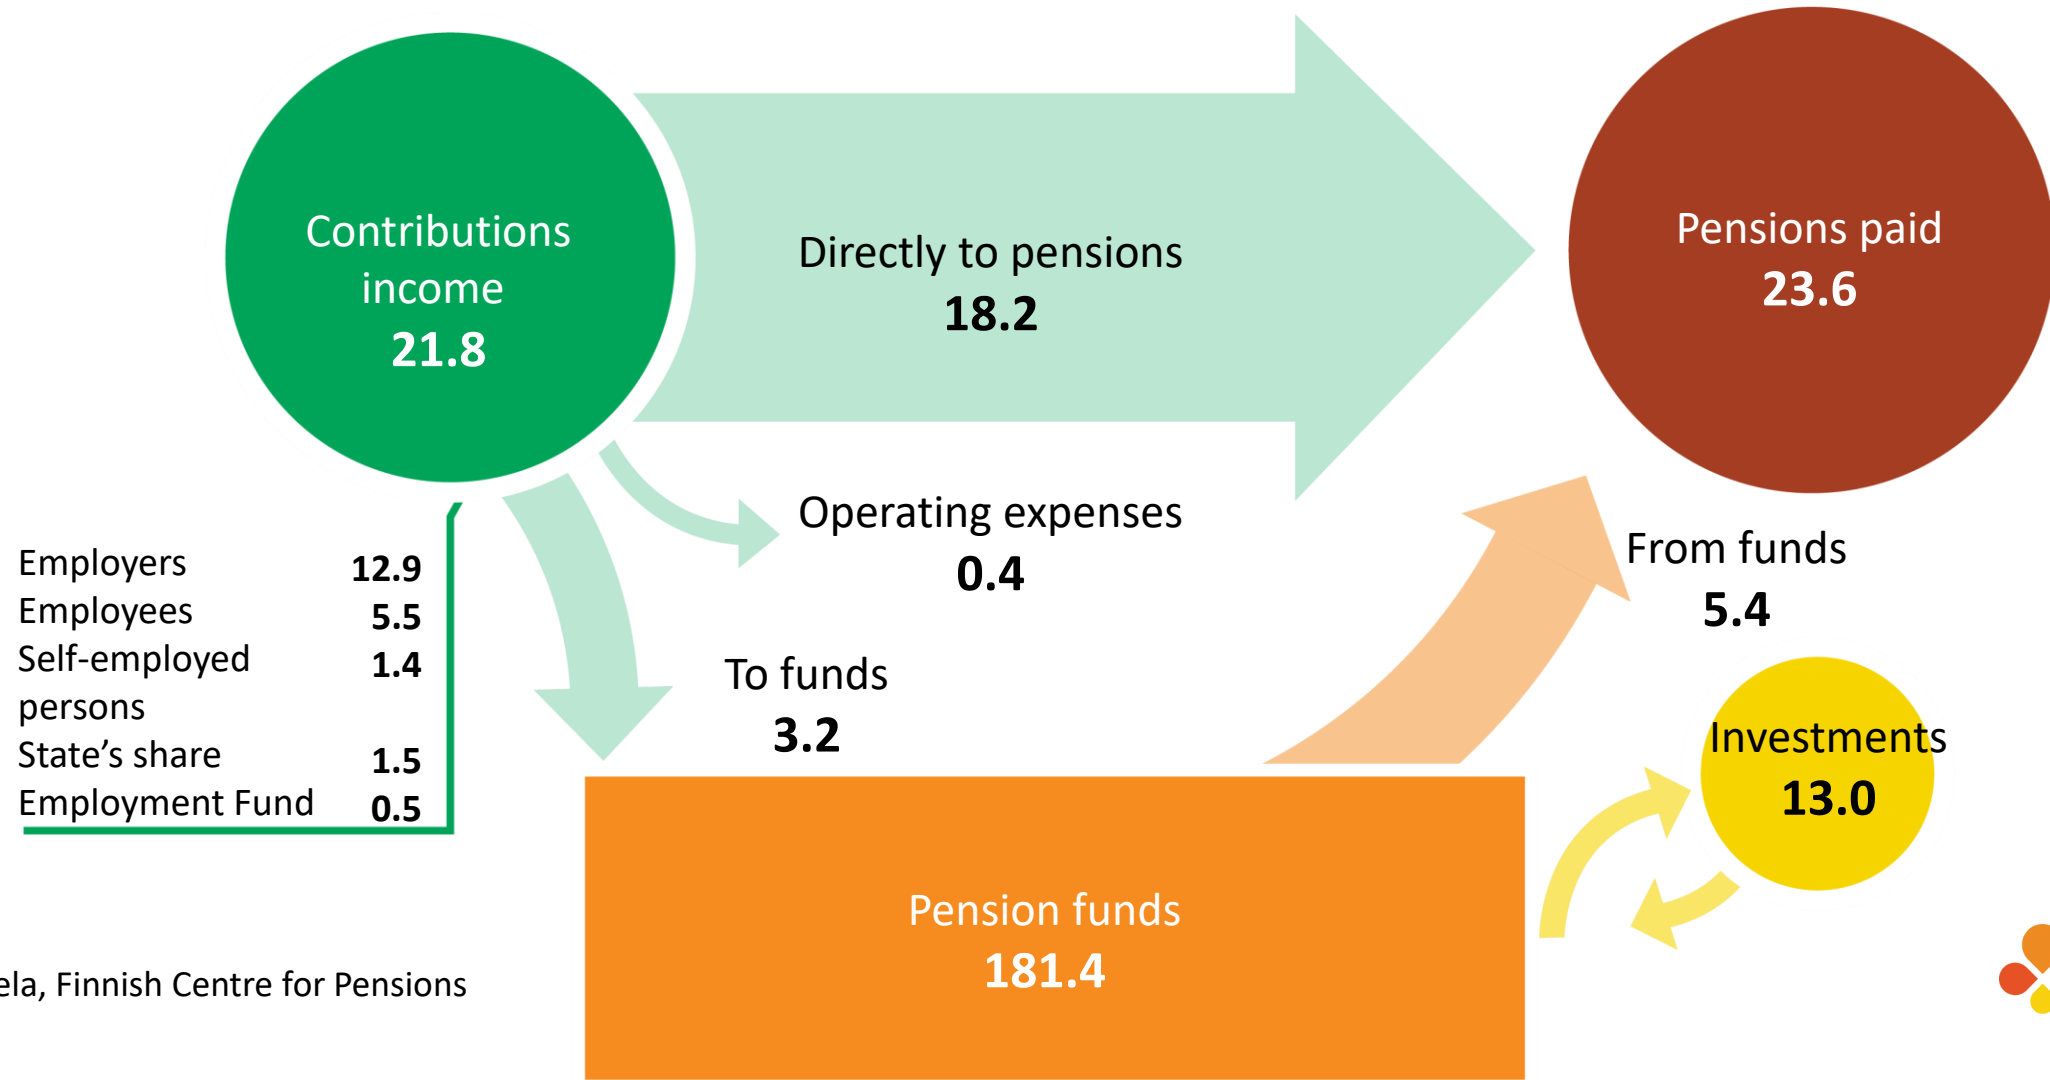 Contributions
income
21.8
Directly to pensions
18.2
Pensions paid
23.6
Operating expenses
0.4
From funds
5.4
Employers 12.9
Employees 5.5
Self-employed 1.4
persons
State’s share 1.5
Employment Fund 0.5
To funds
3.2
Investments
13.0
Pension funds
181.4
Finnish Centre for Pensions